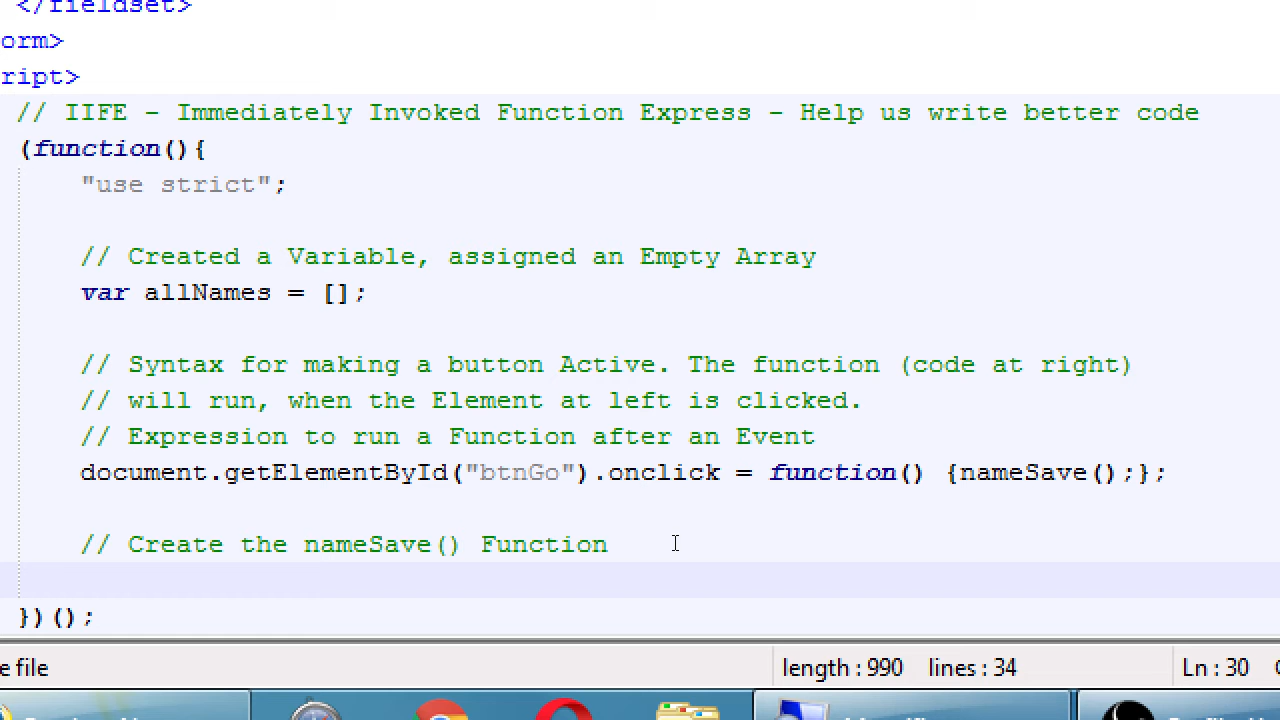 </fieldset>
orm>
ript>
// IIFE - Immediately Invoked Function Express - Help us write better code
(function(){
"use strict";
// Created a Variable, assigned an Empty Array
var allNames = [];
// Syntax for making a button Active. The function (code at right)
// will run, when the Element at left is clicked.
// Expression to run a Function after an Event
document.getElementById("btnGo").onclick = function() {nameSave();};
// Create the nameSave() Function
})();
e file length : 990 lines : 34 Ln : 30